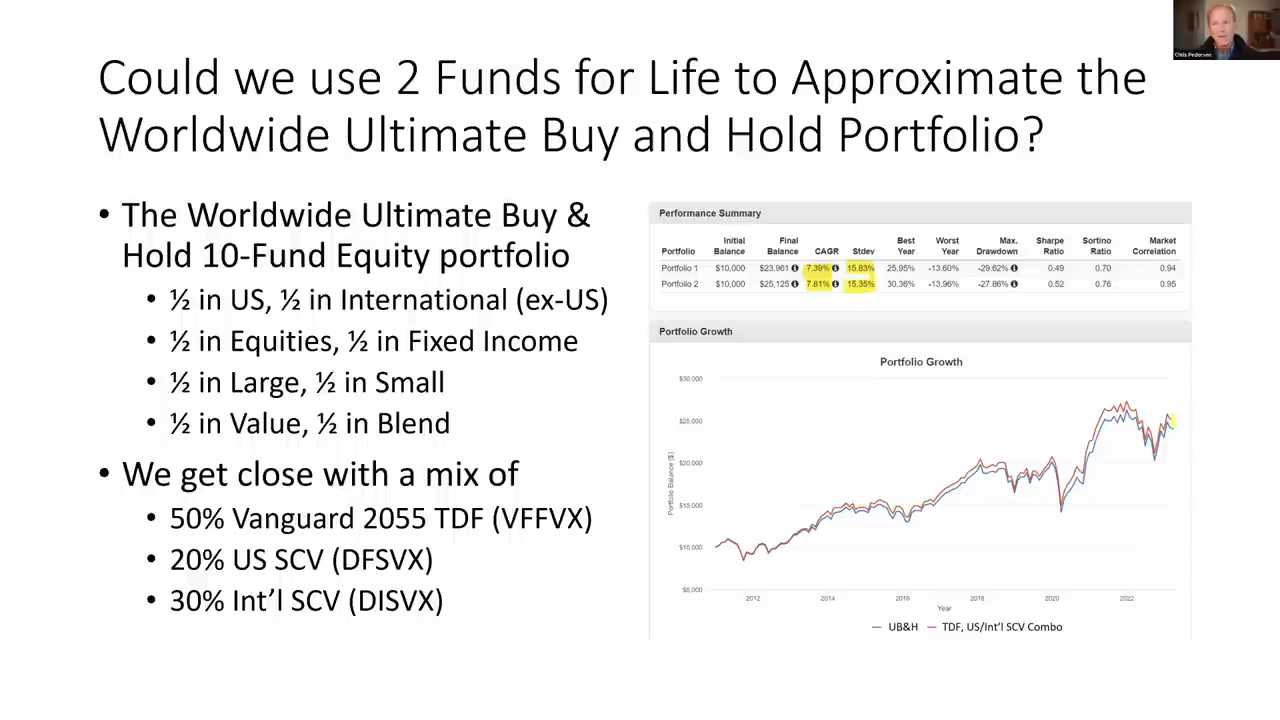 Could we use 2 Funds for Life to Approximate the
Worldwide Ultimate Buy and Hold Portfolio?
• The Worldwide Ultimate Buy &
Hold 10-Fund Equity portfolio
• ½ in US, ½ in International (ex-US)
• ½ in Equities, ½ in Fixed Income
• ½ in Large, ½ in Small
• ½ in Value, ½ in Blend
• We get close with a mix of
• 50% Vanguard 2055 TDF (VFFVX)
• 20% US SCV (DFSVX)
• 30% Int’l SCV (DISVX)
Performance Summary
Portfolio Initial Balance Final Balance CAGR Stdev Best Year Worst Year Max. Drawdown Sharpe Ratio Sortino Ratio Market Correlation
Portfolio 1 $10,000 $23,961 7.39% 15.83% 25.95% -13.60% -29.62% 0.49 0.70 0.94
Portfolio 2 $10,000 $25,125 7.81% 15.35% 30.36% -13.96% -27.86% 0.52 0.76 0.95
Portfolio Growth
Portfolio Growth
Portfolio Balance ($)
$30,000
$25,000
$20,000
$15,000
$10,000
$5,000
2012 2014 2016 2018 2020 2022
Year
UB&H TDF, US/Int’l SCV Combo
Chris Pedersen